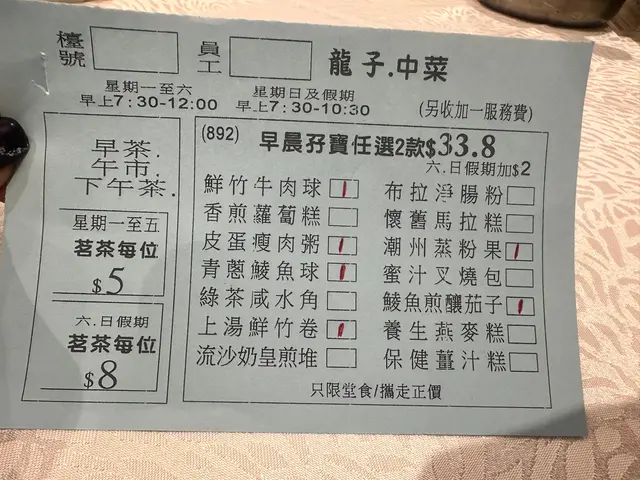 檯號
員工
龍子.中菜
星期一至六
早上7:30-12:00
星期日及假期
早上7:30-10:30
(另收加一服務費)
早茶.
午市.
下午茶.
星期一至五
茗茶每位
$5
六.日假期
茗茶每位
$8
(892) 早晨孖寶任選2款$33.8
六.日假期加$2
鮮竹牛肉球
香煎蘿蔔糕
皮蛋瘦肉粥
青蔥鯪魚球
綠茶咸水角
上湯鮮竹卷
流沙奶皇煎堆
布拉淨腸粉
懷舊馬拉糕
潮州蒸粉果
蜜汁叉燒包
鯪魚煎釀茄子
養生燕麥糕
保健薑汁糕
只限堂食/攜走正價